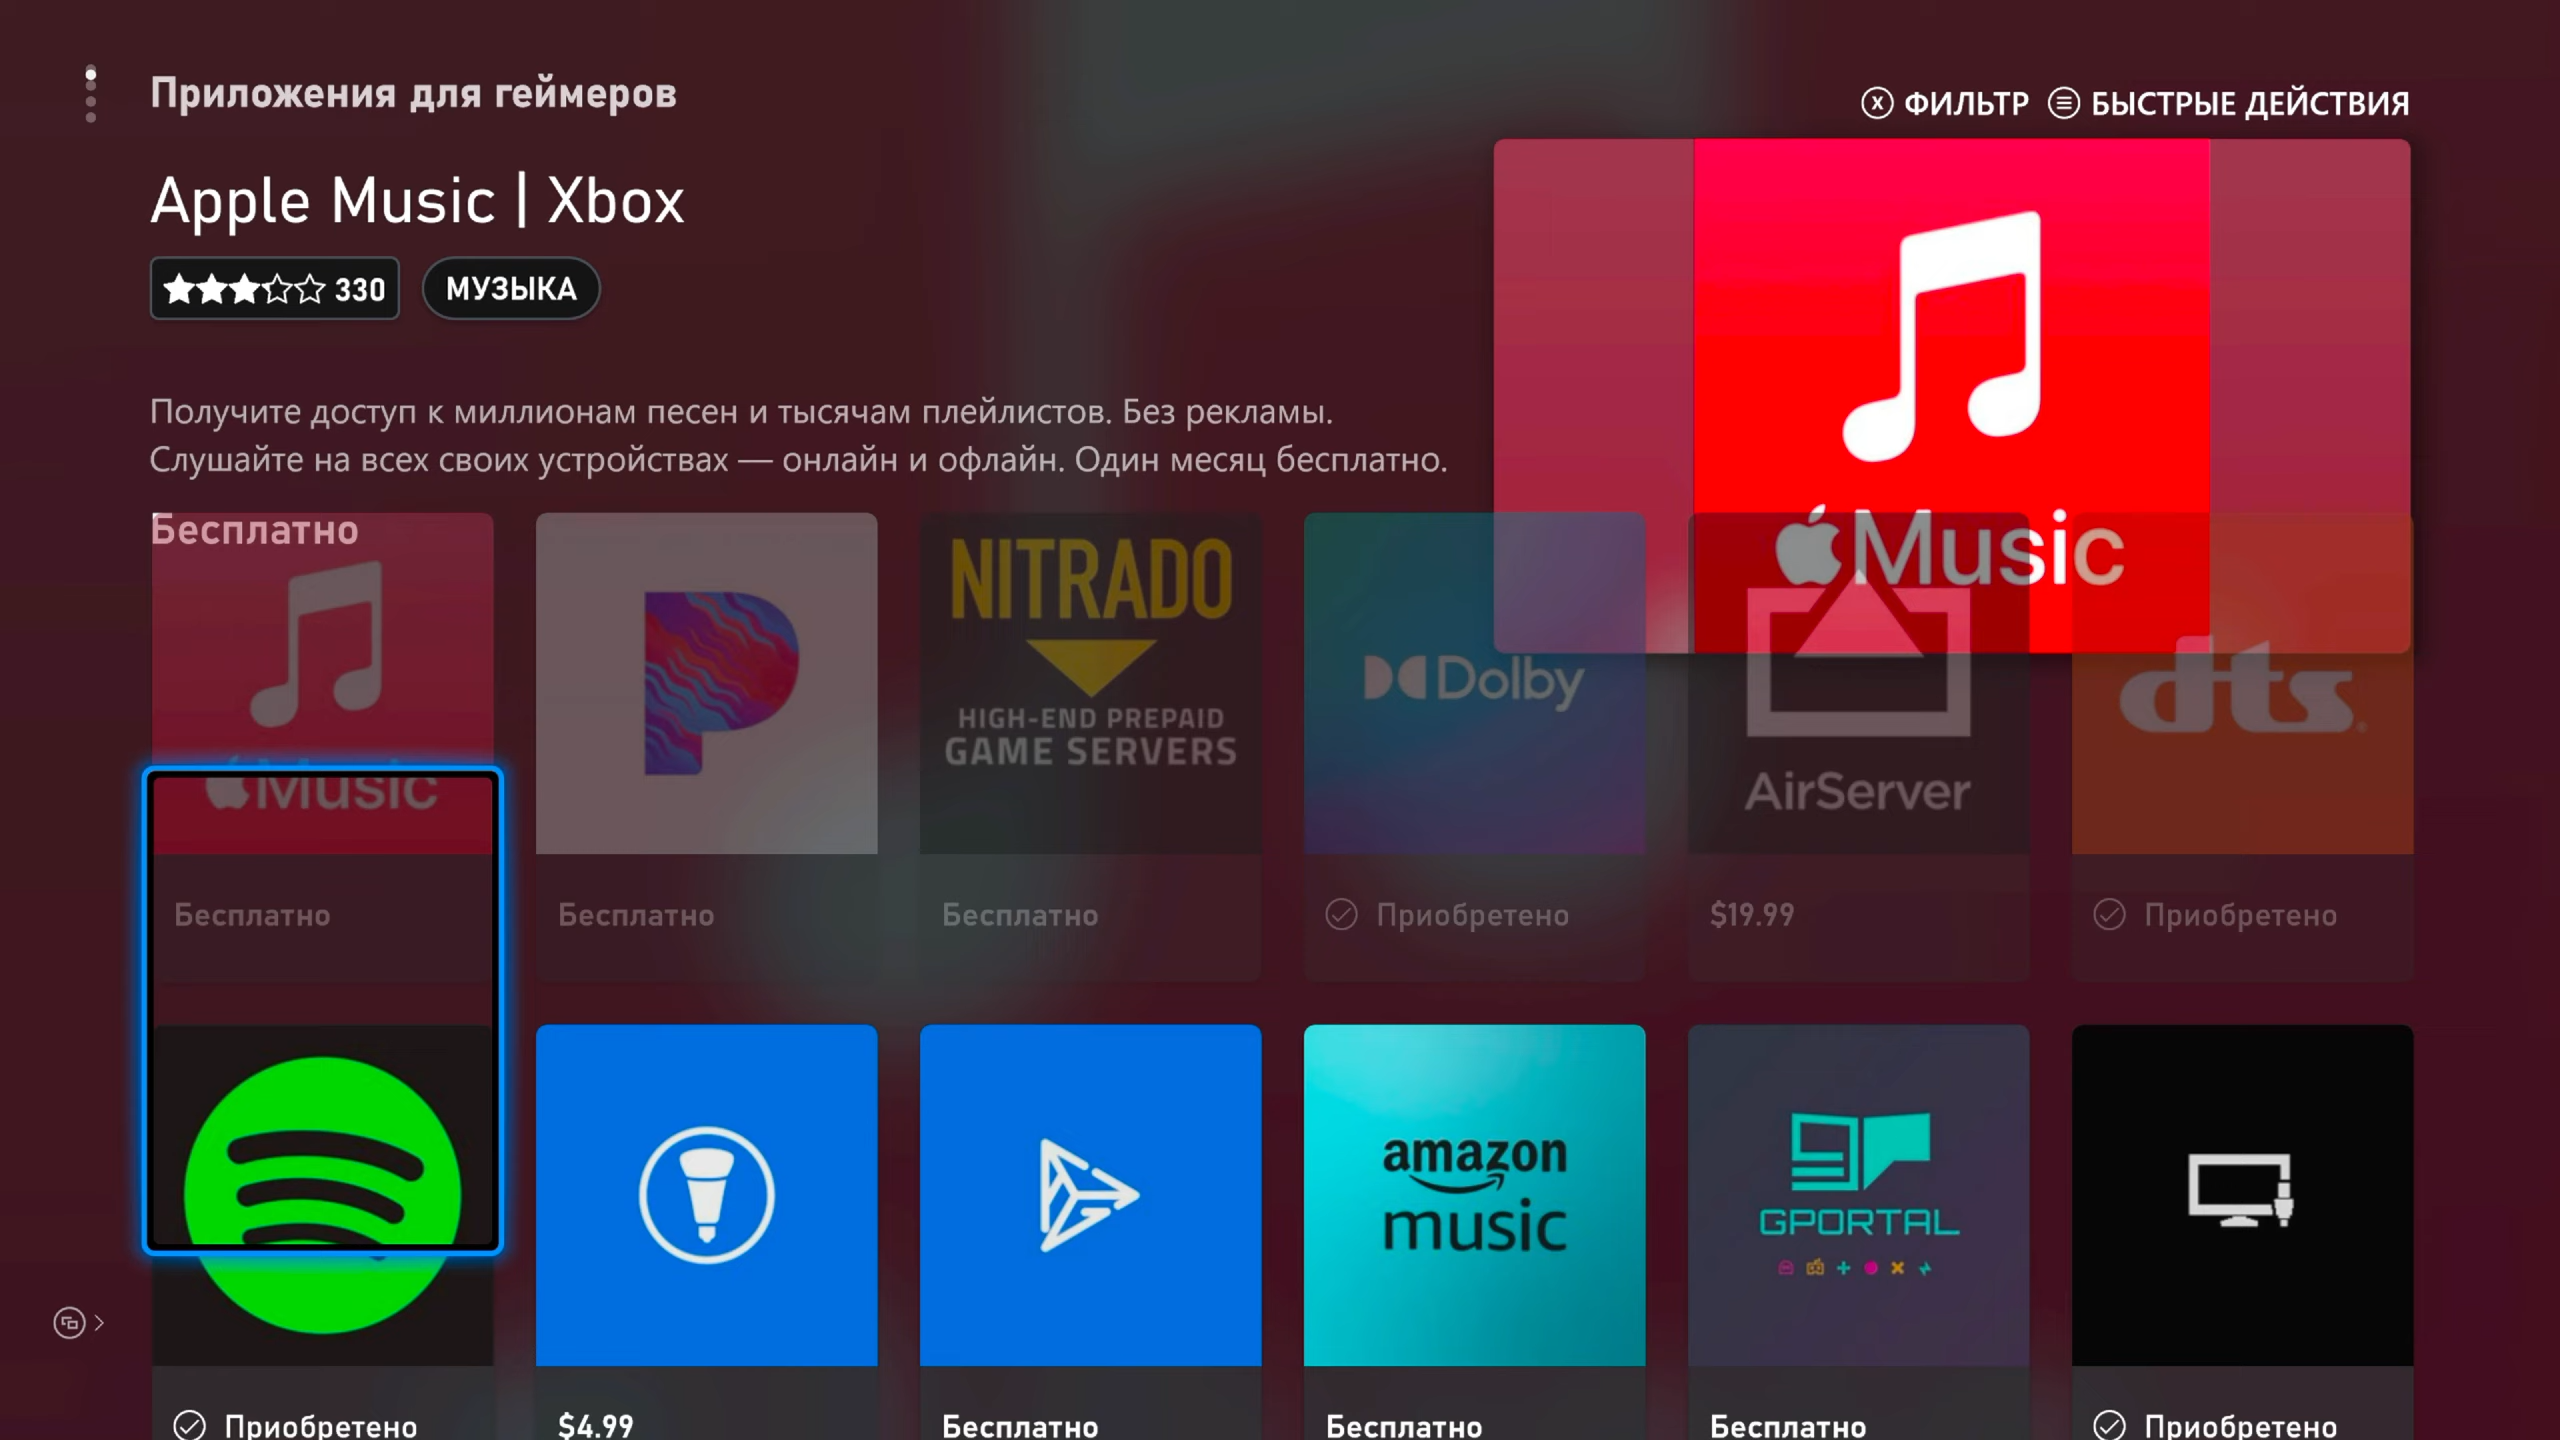 Приложения для геймеров
ФИЛЬТР БЫСТРЫЕ ДЕЙСТВИЯ
Apple Music | Xbox
330 МУЗЫКА
Получите доступ к миллионам песен и тысячам плейлистов. Без рекламы.
Слушайте на всех своих устройствах — онлайн и офлайн. Один месяц бесплатно.
Бесплатно
Music
Music
NITRADO
HIGH-END PREPAID
GAME SERVERS
Dolby
AirServer
dts
Бесплатно
Бесплатно
Бесплатно
Приобретено
$19.99
Приобретено
amazon
music
GPORTAL
Приобретено
$4.99
Бесплатно
Бесплатно
Бесплатно
Приобретено